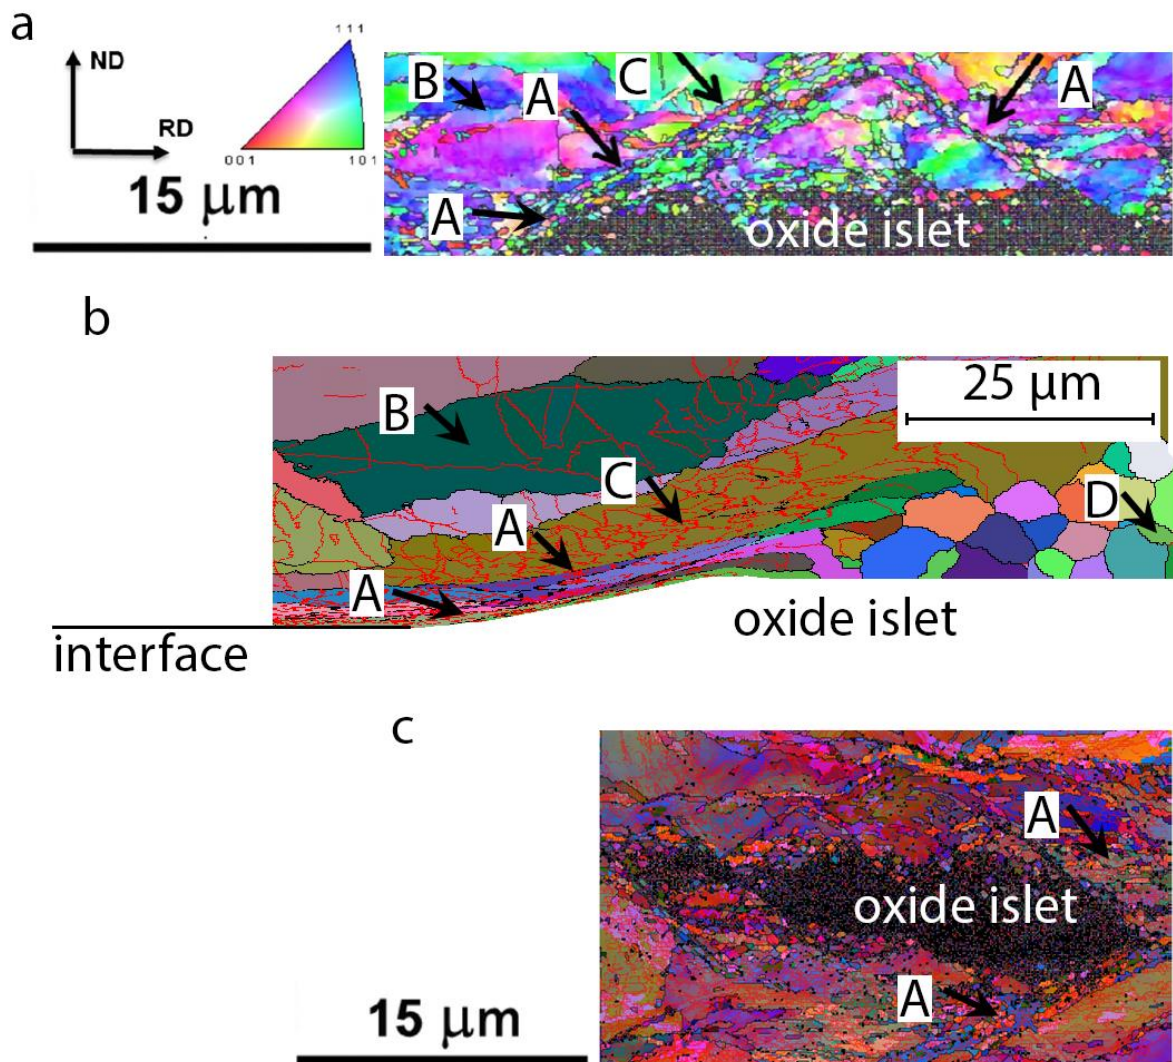 a
ND
RD
111
001
101
15 μm
B
A
C
A
A
oxide islet
b
25 μm
B
C
D
A
A
oxide islet
interface
c
A
oxide islet
A
15 μm